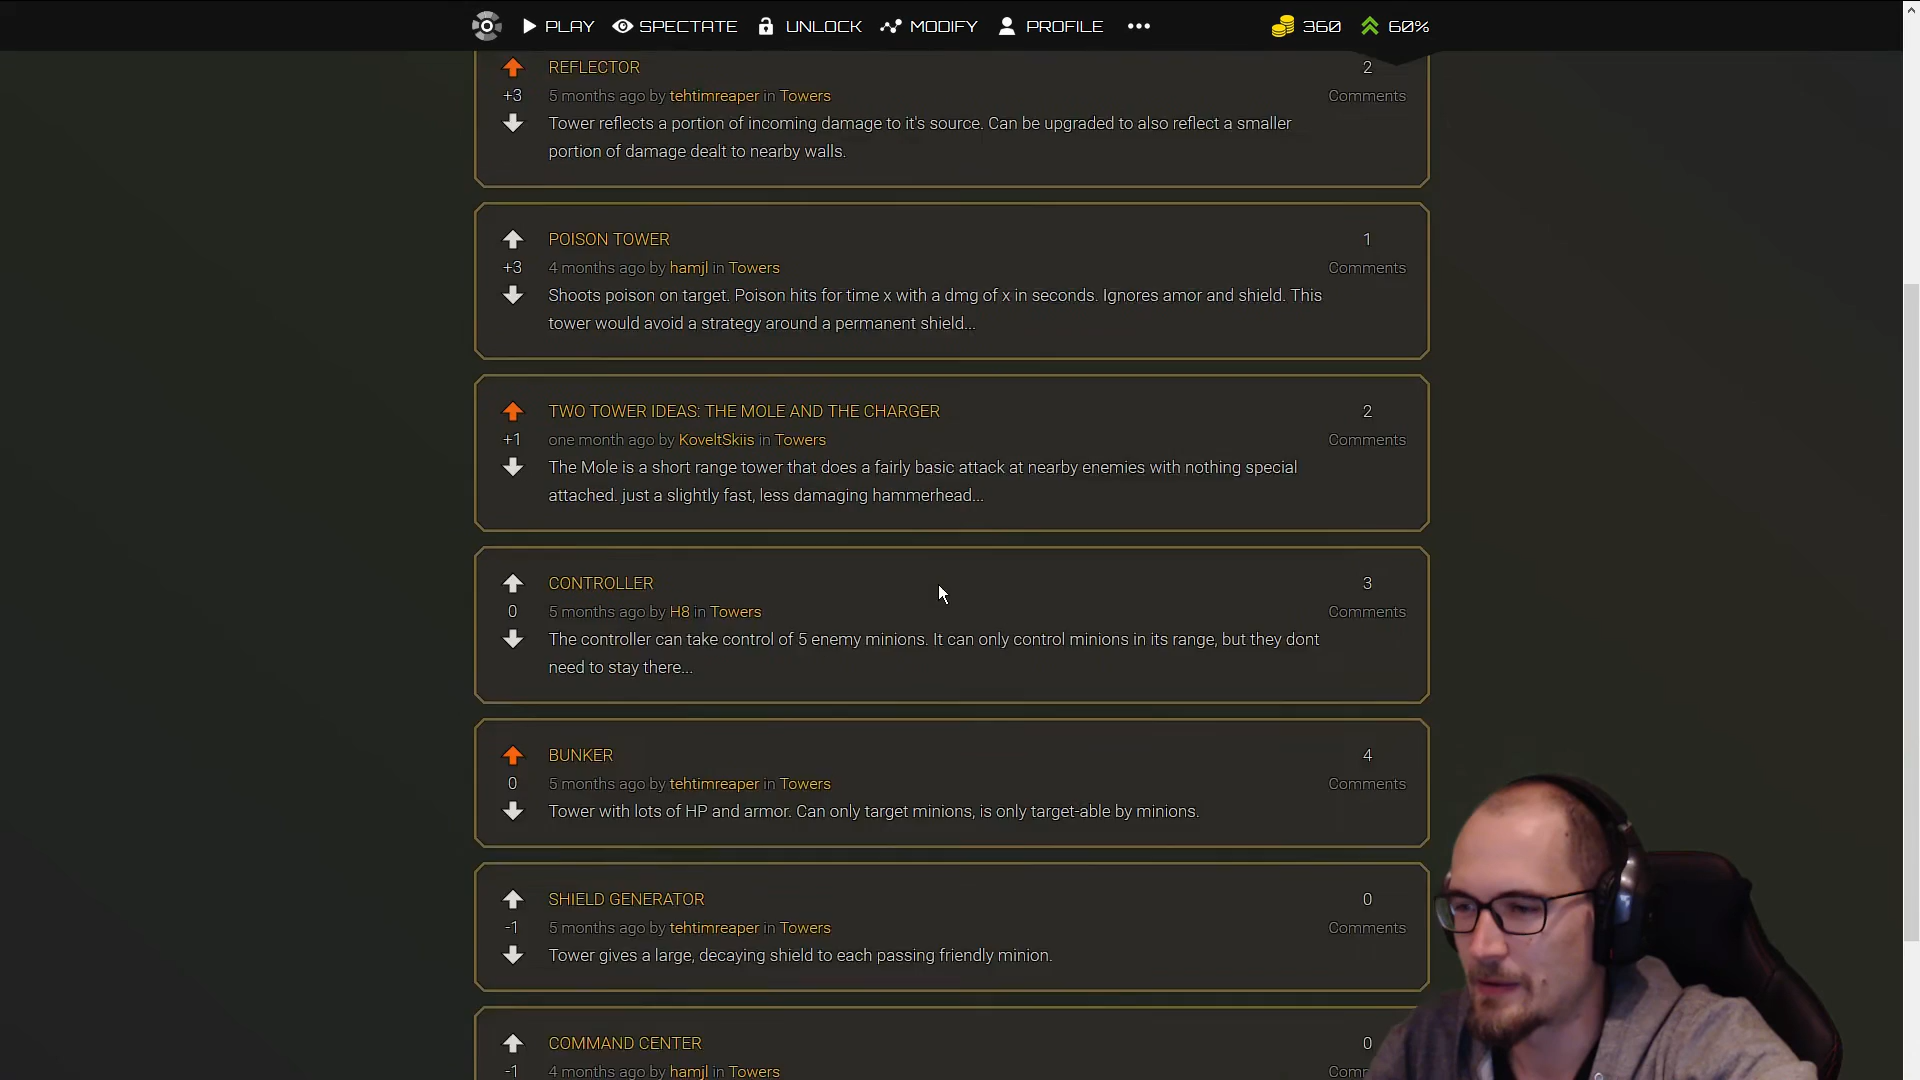 PLAY SPECTATE UNLOCK MODIFY PROFILE ••• 360 60%
REFLECTOR 2
+3 5 months ago by tehtimreaper in Towers Comments
Tower reflects a portion of incoming damage to it's source. Can be upgraded to also reflect a smaller
portion of damage dealt to nearby walls.
POISON TOWER 1
+3 4 months ago by hamjl in Towers Comments
Shoots poison on target. Poison hits for time x with a dmg of x in seconds. Ignores amor and shield. This
tower would avoid a strategy around a permanent shield...
TWO TOWER IDEAS: THE MOLE AND THE CHARGER 2
+1 one month ago by KoveltSkiis in Towers Comments
The Mole is a short range tower that does a fairly basic attack at nearby enemies with nothing special
attached. just a slightly fast, less damaging hammerhead...
CONTROLLER 3
0 5 months ago by H8 in Towers Comments
The controller can take control of 5 enemy minions. It can only control minions in its range, but they dont
need to stay there...
BUNKER 4
0 5 months ago by tehtimreaper in Towers Comments
Tower with lots of HP and armor. Can only target minions, is only target-able by minions.
SHIELD GENERATOR 0
-1 5 months ago by tehtimreaper in Towers Comments
Tower gives a large, decaying shield to each passing friendly minion.
COMMAND CENTER 0
-1 4 months ago by hamjl in Towers Com